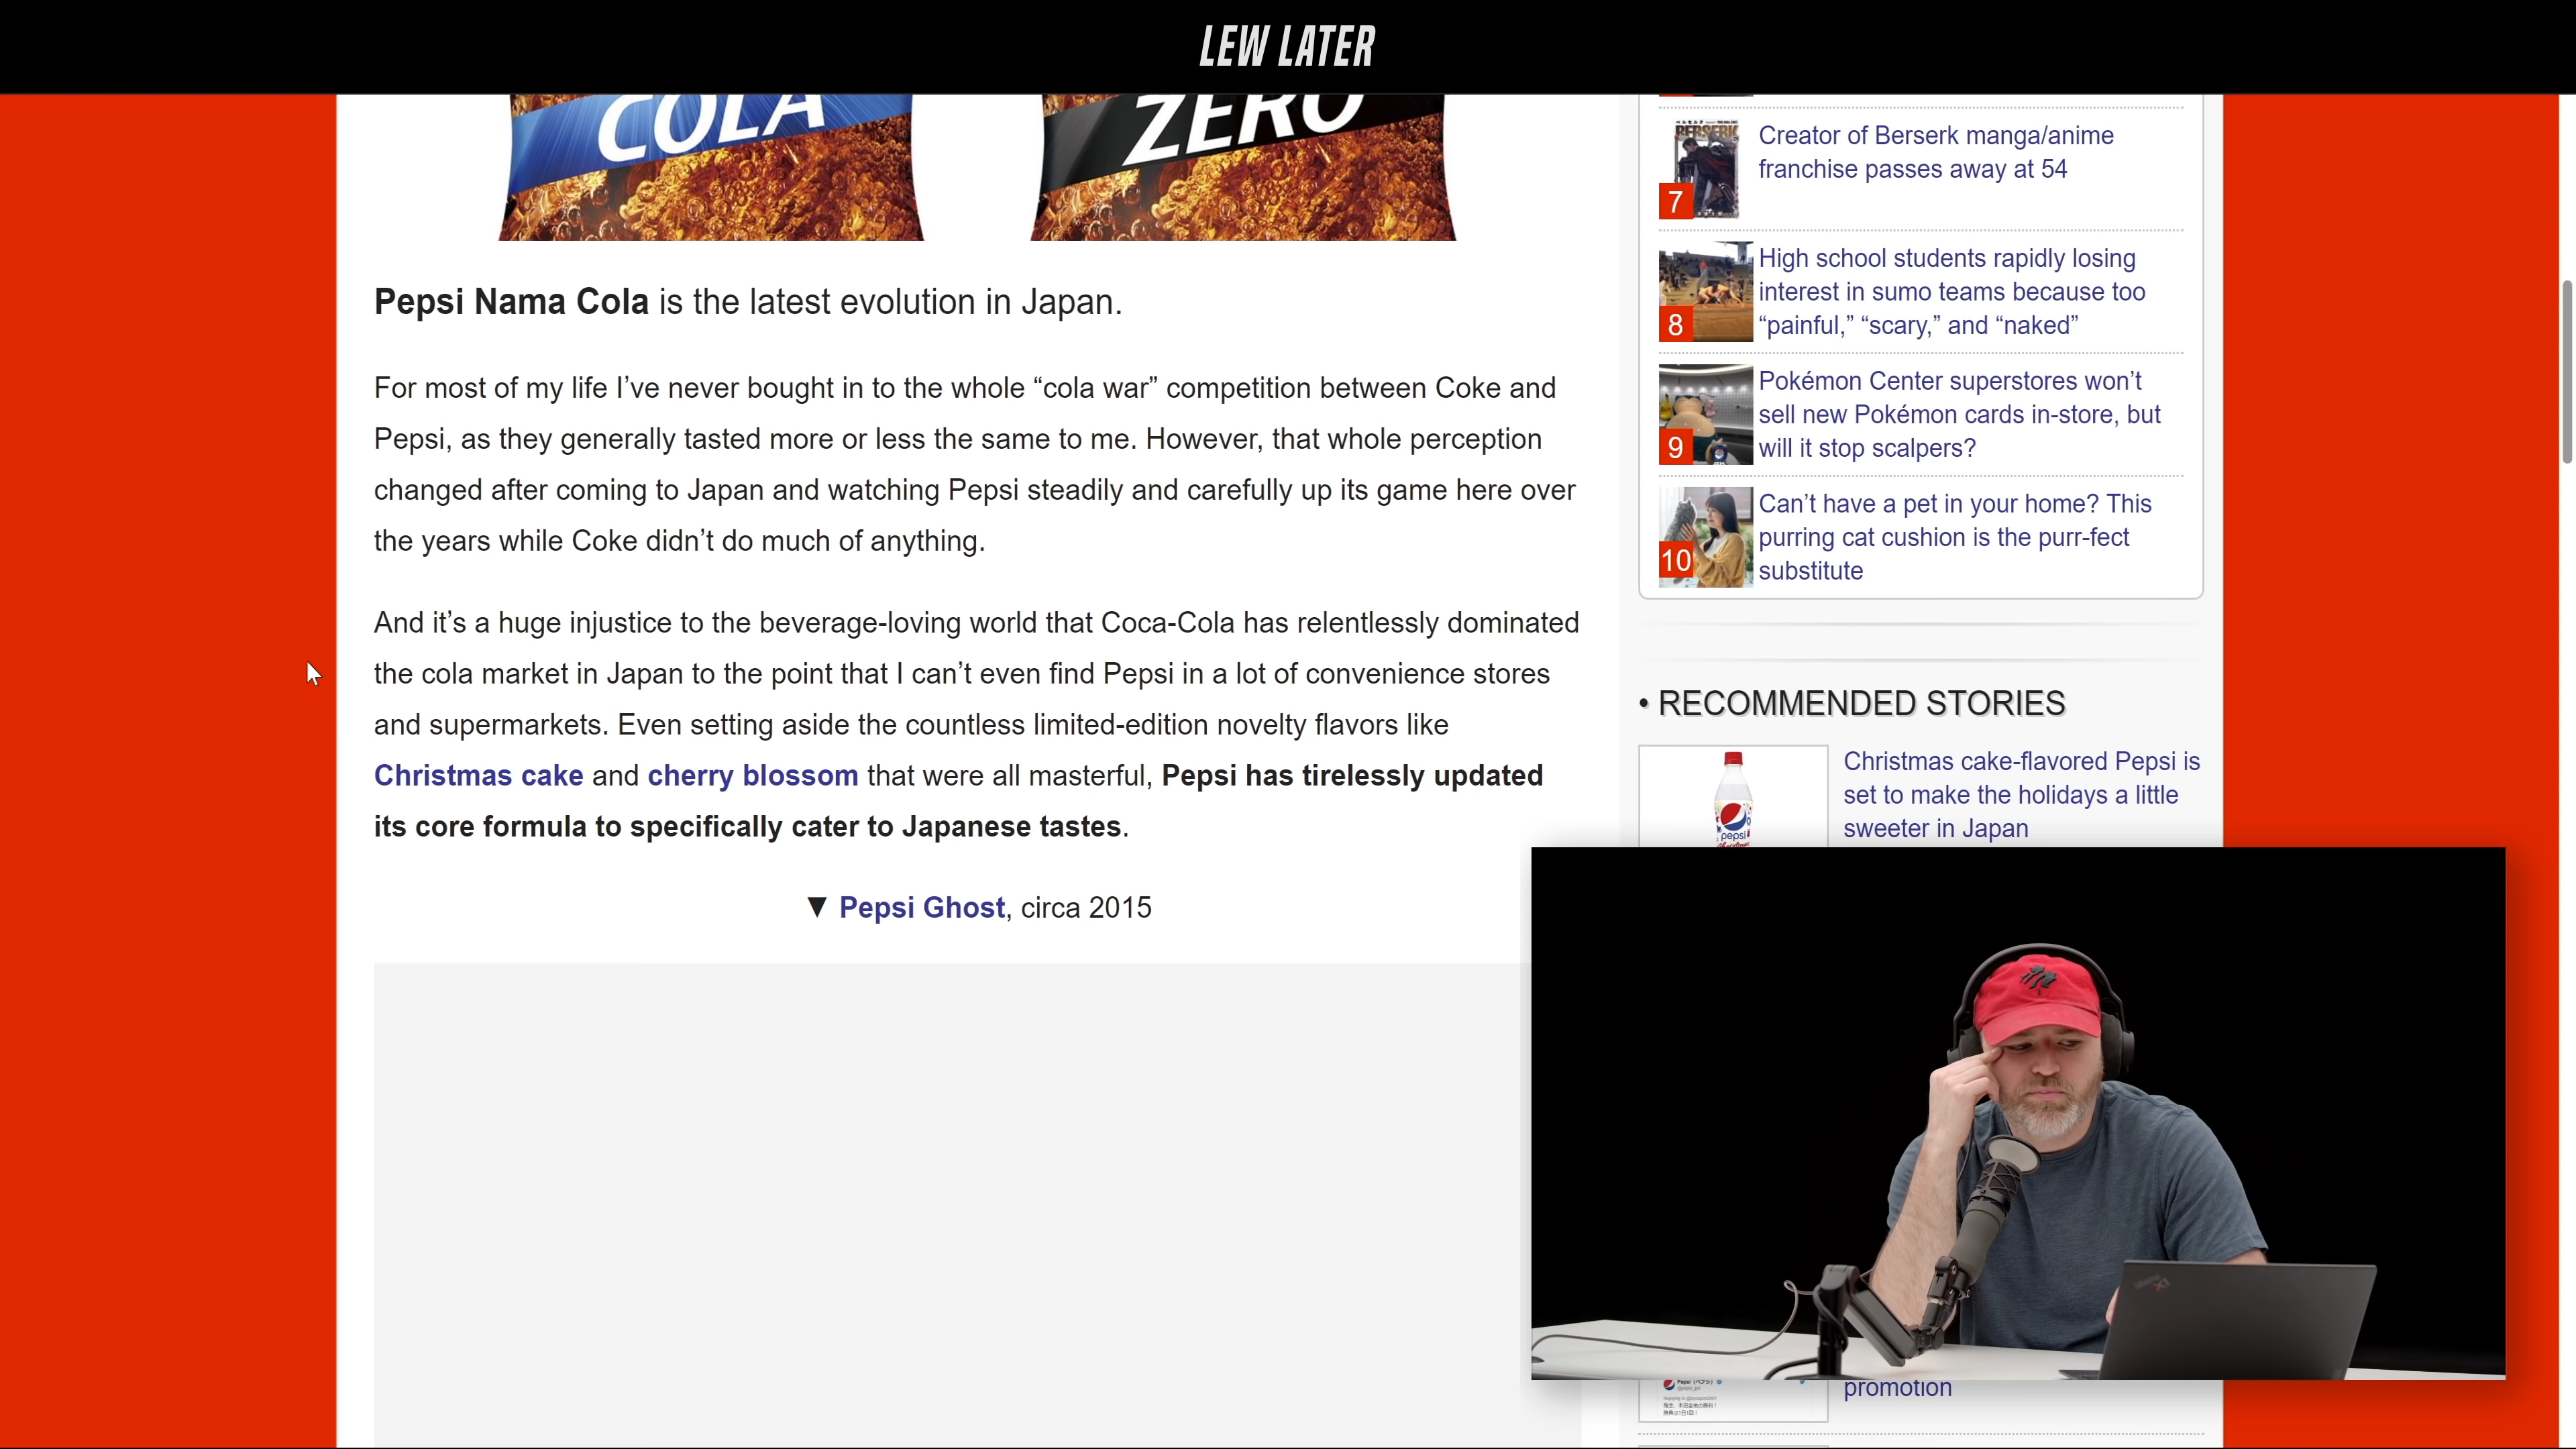 LEW LATER
COLA
ZERO
Pepsi Nama Cola is the latest evolution in Japan.
For most of my life I’ve never bought in to the whole “cola war” competition between Coke and
Pepsi, as they generally tasted more or less the same to me. However, that whole perception
changed after coming to Japan and watching Pepsi steadily and carefully up its game here over
the years while Coke didn’t do much of anything.
And it’s a huge injustice to the beverage-loving world that Coca-Cola has relentlessly dominated
the cola market in Japan to the point that I can’t even find Pepsi in a lot of convenience stores
and supermarkets. Even setting aside the countless limited-edition novelty flavors like
Christmas cake and cherry blossom that were all masterful, Pepsi has tirelessly updated
its core formula to specifically cater to Japanese tastes.
▼ Pepsi Ghost, circa 2015
BERSERK
7
Creator of Berserk manga/anime
franchise passes away at 54
8
High school students rapidly losing
interest in sumo teams because too
“painful,” “scary,” and “naked”
9
Pokémon Center superstores won’t
sell new Pokémon cards in-store, but
will it stop scalpers?
10
Can’t have a pet in your home? This
purring cat cushion is the purr-fect
substitute
• RECOMMENDED STORIES
pepsi
Christmas cake-flavored Pepsi is
set to make the holidays a little
sweeter in Japan
promotion